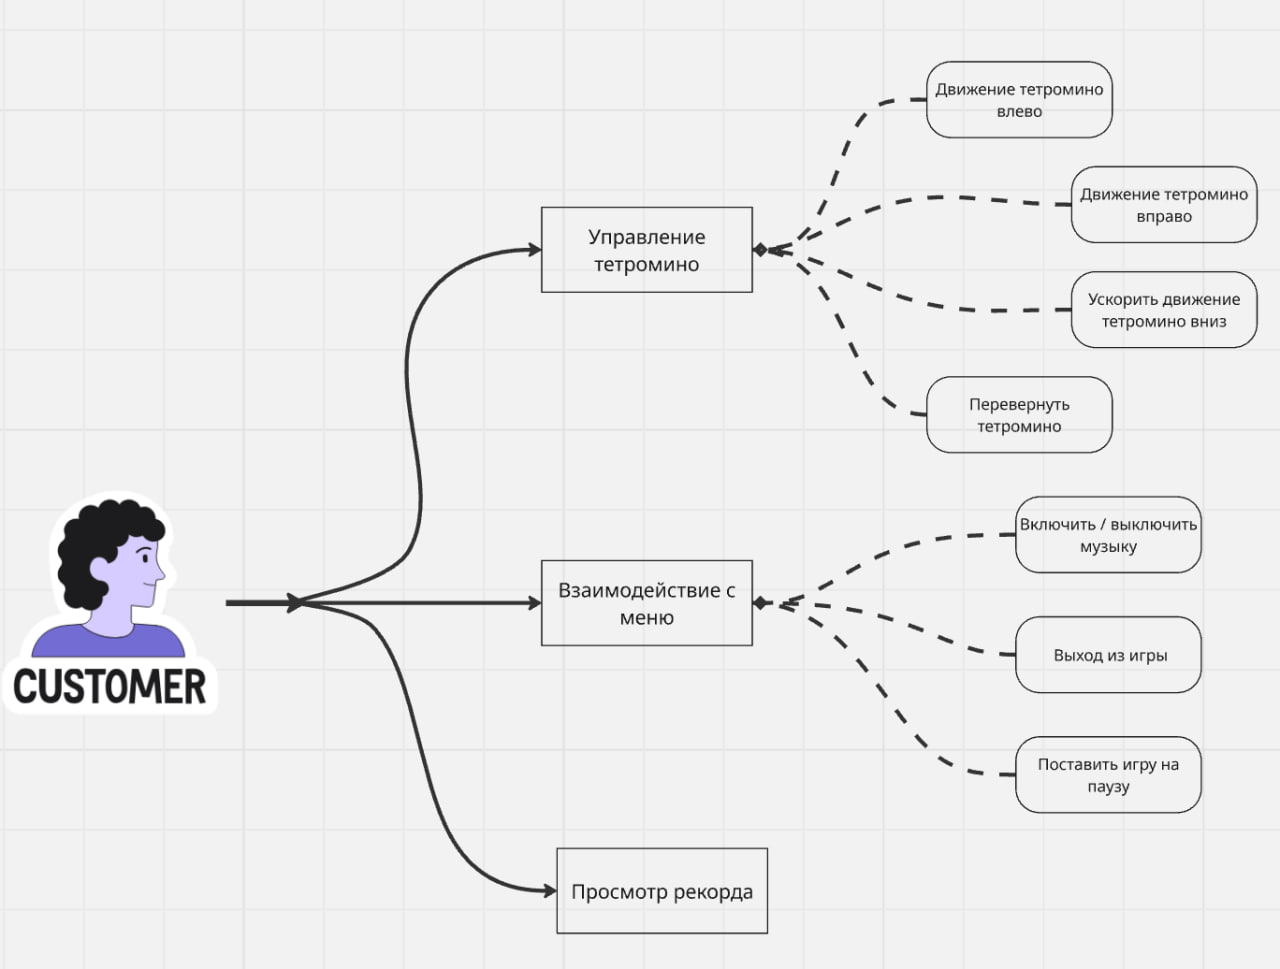 Движение тетромино
влево
Движение тетромино
вправо
Управление
тетромино
Ускорить движение
тетромино вниз
Перевернуть
тетромино
Включить / выключить
музыку
Взаимодействие с
меню
Выход из игры
CUSTOMER
Поставить игру на
паузу
Просмотр рекорда